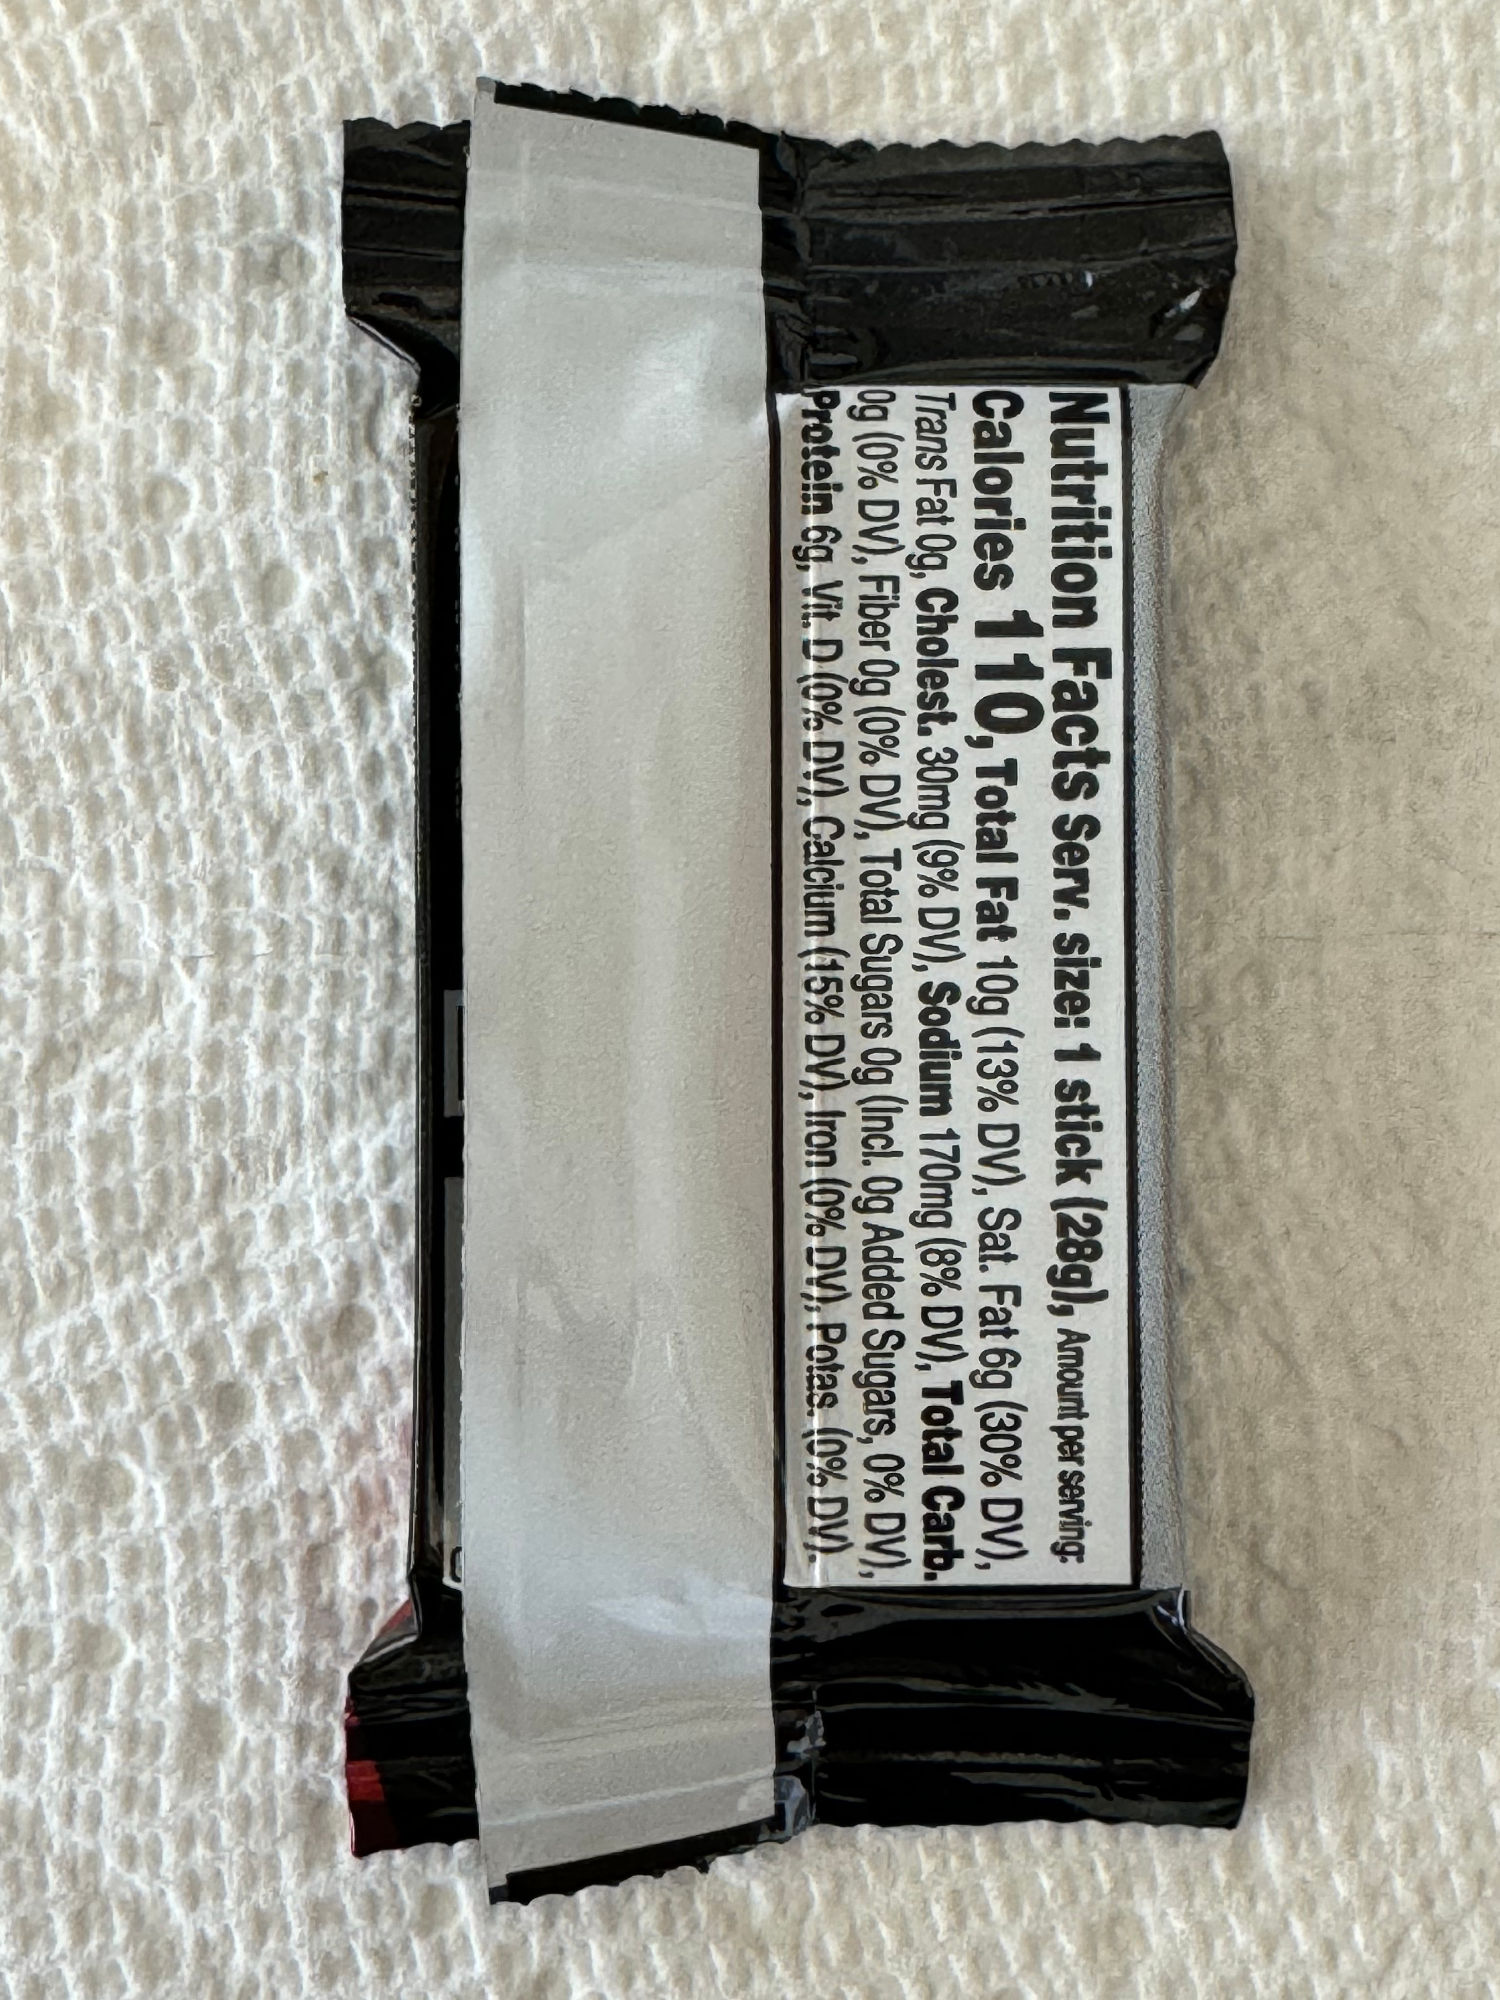 Nutrition Facts Serv. size: 1 stick (28g), Amount per serving:
Calories 110, Total Fat 10g (13% DV), Sat. Fat 6g (30% DV),
Trans Fat 0g, Cholest. 30mg (9% DV), Sodium 170mg (8% DV), Total Carb.
0g (0% DV), Fiber 0g (0% DV), Total Sugars 0g (Incl. 0g Added Sugars, 0% DV),
Protein 6g, Vit. D (0% DV), Calcium (15% DV), Iron (0% DV), Potas. (0% DV).